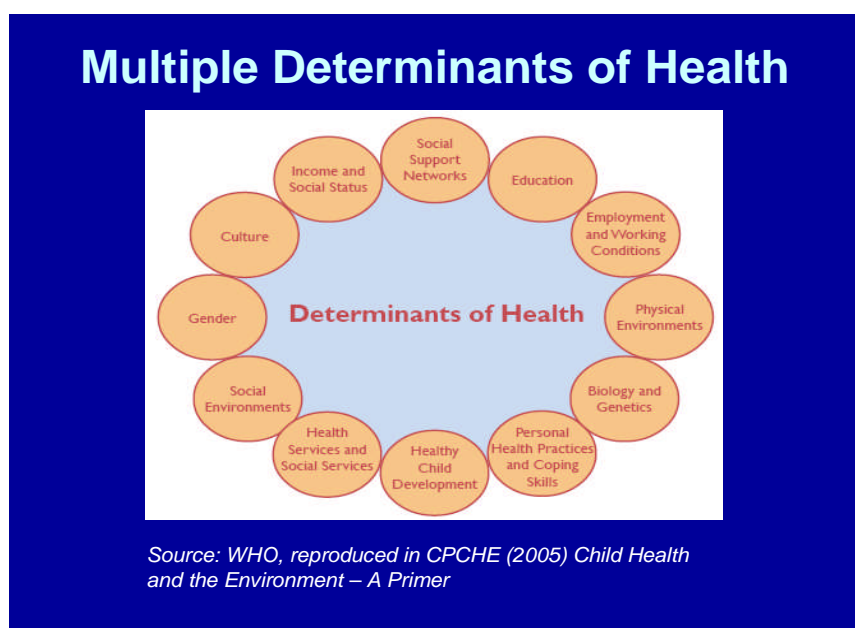 Multiple Determinants of Health
Social
Support
Networks
Income and
Social Status
Education
Culture
Employment
and Working
Conditions
Gender
Determinants of Health
Physical
Environments
Social
Environments
Biology and
Genetics
Health
Services and
Social Services
Healthy
Child
Development
Personal
Health Practices
and Coping
Skills
Source: WHO, reproduced in CPCHE (2005) Child Health
and the Environment – A Primer